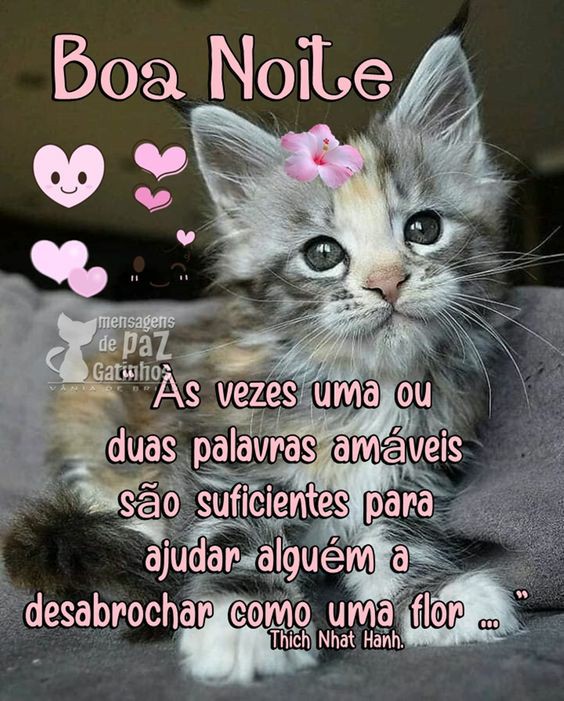 Boa Noite
mensagens
de paz
Gatinhos
" Às vezes uma ou
duas palavras amáveis
são suficientes para
ajudar alguém a
desabrochar como uma flor ... "
Thich Nhat Hanh.